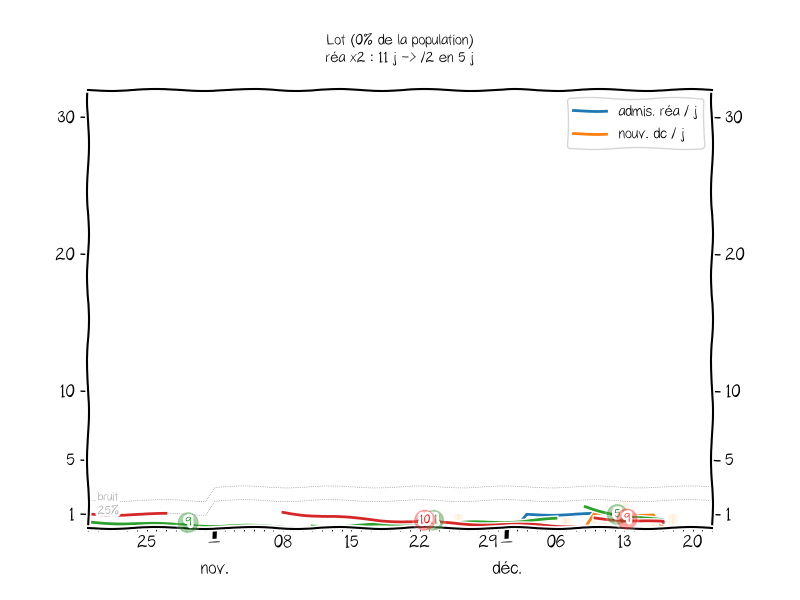 Lot (0% de la population)
réa x2 : 11 j -> /2 en 5 j
admis. réa / j
nouv. dc / j
30 30
20 20
10 10
5 5
bruit
25%
1 1
9 10 5 9
25 08 15 22 29 06 13 20
nov. déc.